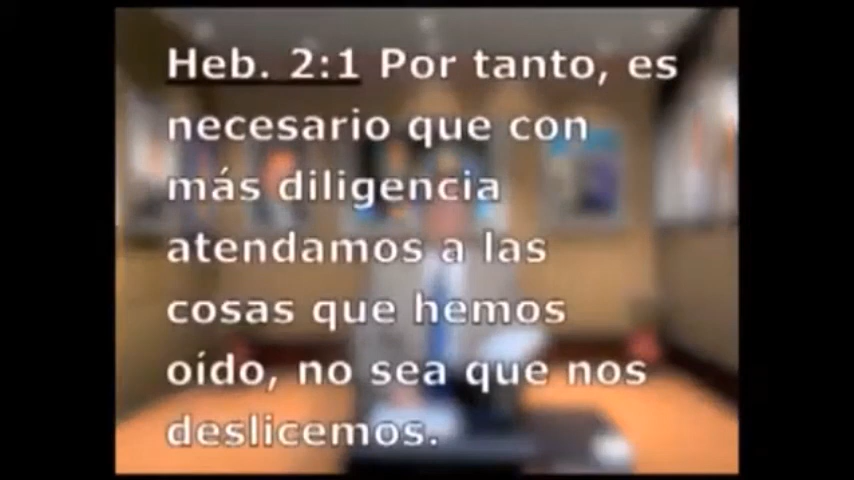 Heb. 2:1 Por tanto, es
necesario que con
más diligencia
atendamos a las
cosas que hemos
oído, no sea que nos
deslicemos.